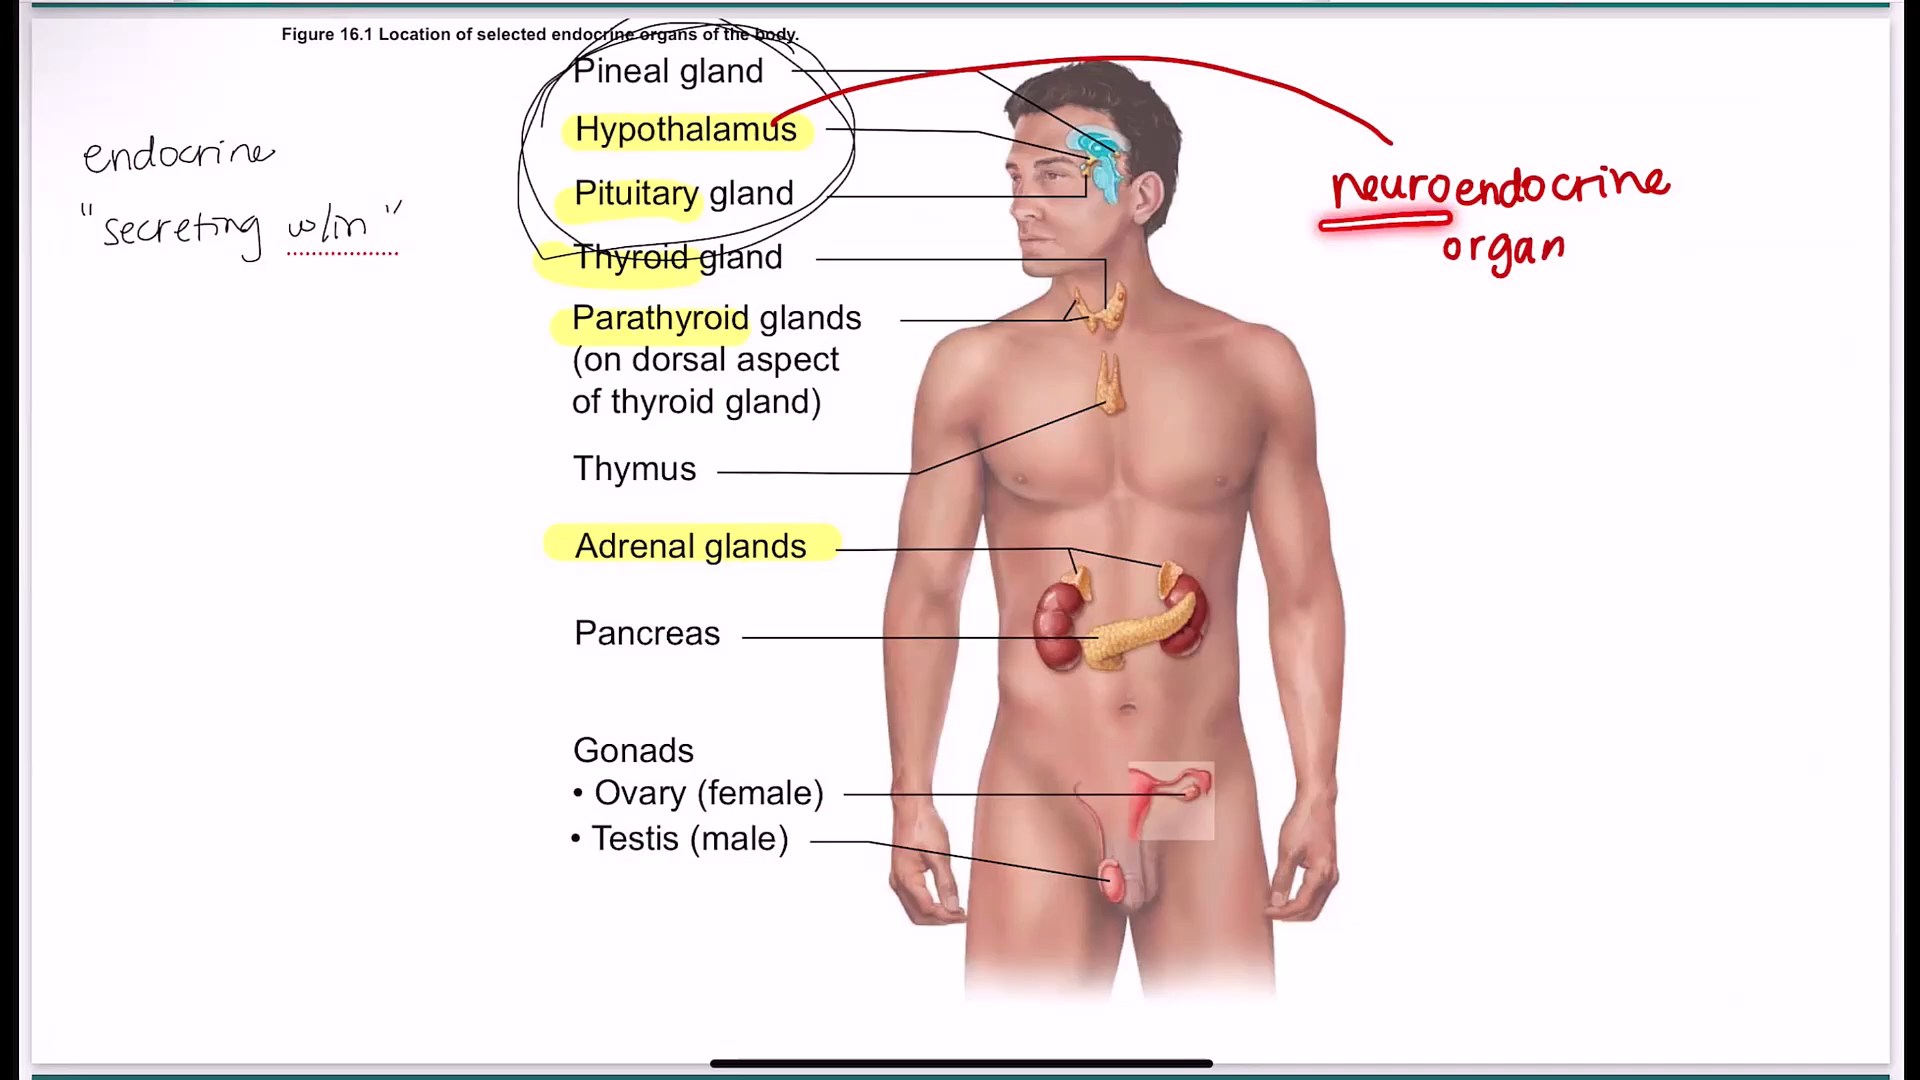 Figure 16.1 Location of selected endocrine organs of the body.
Pineal gland
Hypothalamus
Pituitary gland
Thyroid gland
Parathyroid glands
(on dorsal aspect
of thyroid gland)
Thymus
Adrenal glands
Pancreas
Gonads
• Ovary (female)
• Testis (male)
endocrine
"secreting w/in"
neuroendocrine
organ